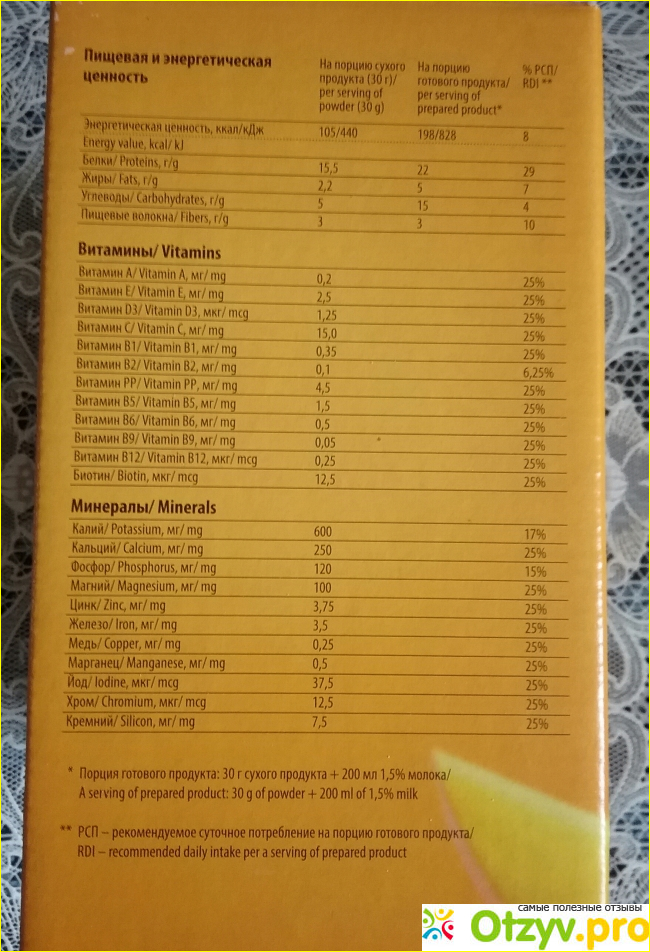 Пищевая и энергетическая
ценность
На порцию сухого
продукта (30 г)/
per serving of
powder (30 g)
На порцию
готового продукта/
per serving of
prepared product*
% РСП/
RDI **
Энергетическая ценность, ккал/кДж 105/440 198/828 8
Energy value, kcal/ kJ
Белки/ Proteins, г/g 15,5 22 29
Жиры/ Fats, г/g 2,2 5 7
Углеводы/ Carbohydrates, г/g 5 15 4
Пищевые волокна/ Fibers, г/g 3 3 10
Витамины/ Vitamins
Витамин А/ Vitamin A, мг/ mg 0,2 25%
Витамин Е/ Vitamin E, мг/ mg 2,5 25%
Витамин D3/ Vitamin D3, мкг/ mcg 1,25 25%
Витамин С/ Vitamin C, мг/ mg 15,0 25%
Витамин В1/ Vitamin B1, мг/ mg 0,35 25%
Витамин В2/ Vitamin B2, мг/ mg 0,1 6,25%
Витамин РР/ Vitamin PP, мг/ mg 4,5 25%
Витамин В5/ Vitamin B5, мг/ mg 1,5 25%
Витамин В6/ Vitamin B6, мг/ mg 0,5 25%
Витамин В9/ Vitamin B9, мг/ mg 0,05 25%
Витамин В12/ Vitamin B12, мкг/ mcg 0,25 25%
Биотин/ Biotin, мкг/ mcg 12,5 25%
Минералы/ Minerals
Калий/ Potassium, мг/ mg 600 17%
Кальций/ Calcium, мг/ mg 250 25%
Фосфор/ Phosphorus, мг/ mg 120 15%
Магний/ Magnesium, мг/ mg 100 25%
Цинк/ Zinc, мг/ mg 3,75 25%
Железо/ Iron, мг/ mg 3,5 25%
Медь/ Copper, мг/ mg 0,25 25%
Марганец/ Manganese, мг/ mg 0,5 25%
Йод/ Iodine, мкг/ mcg 37,5 25%
Хром/ Chromium, мкг/ mcg 12,5 25%
Кремний/ Silicon, мг/ mg 7,5 25%
* Порция готового продукта: 30 г сухого продукта + 200 мл 1,5% молока/
A serving of prepared product: 30 g of powder + 200 ml of 1,5% milk
** РСП – рекомендуемое суточное потребление на порцию готового продукта/
RDI – recommended daily intake per a serving of prepared product
самые полезные отзывы
Otzyv.pro